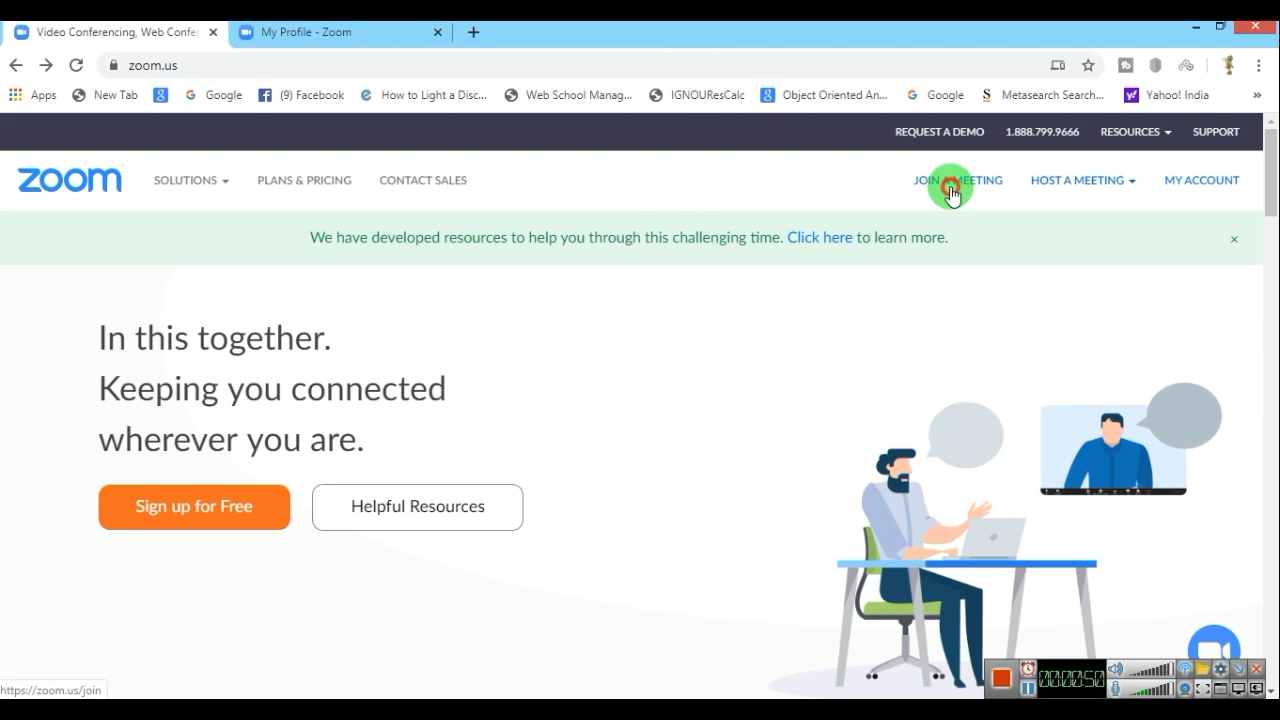 Video Conferencing, Web Confer
My Profile - Zoom
zoom.us
Apps
New Tab
Google
(9) Facebook
How to Light a Disc...
Web School Manag...
IGNOUResCalc
Object Oriented An...
Google
Metasearch Search...
Yahoo! India
»
REQUEST A DEMO
1.888.799.9666
RESOURCES
SUPPORT
zoom
SOLUTIONS
PLANS & PRICING
CONTACT SALES
JOIN A MEETING
HOST A MEETING
MY ACCOUNT
We have developed resources to help you through this challenging time. Click here to learn more.
In this together.
Keeping you connected
wherever you are.
Sign up for Free
Helpful Resources
https://zoom.us/join
00:00:50